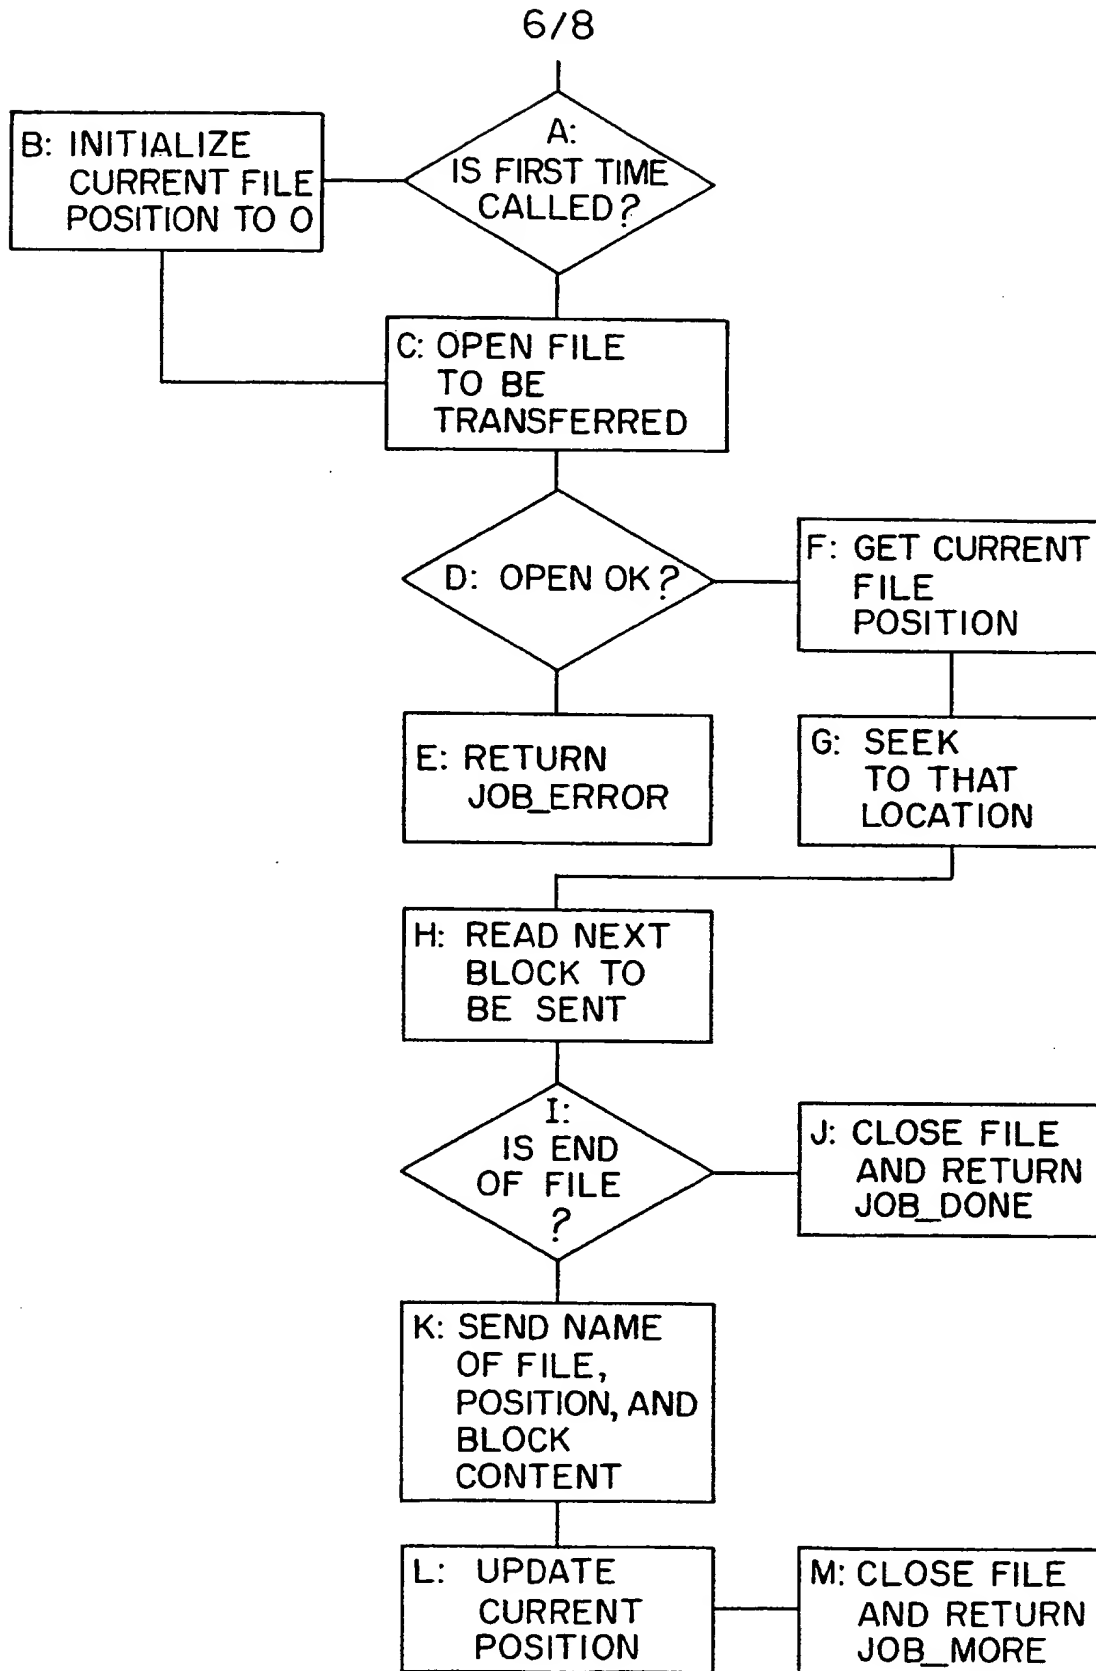 6/8
A:
IS FIRST TIME
CALLED?
B: INITIALIZE
CURRENT FILE
POSITION TO O
C: OPEN FILE
TO BE
TRANSFERRED
D: OPEN OK?
F: GET CURRENT
FILE
POSITION
E: RETURN
JOB_ERROR
G: SEEK
TO THAT
LOCATION
H: READ NEXT
BLOCK TO
BE SENT
I:
IS END
OF FILE
?
J: CLOSE FILE
AND RETURN
JOB_DONE
K: SEND NAME
OF FILE,
POSITION, AND
BLOCK
CONTENT
L: UPDATE
CURRENT
POSITION
M: CLOSE FILE
AND RETURN
JOB_MORE